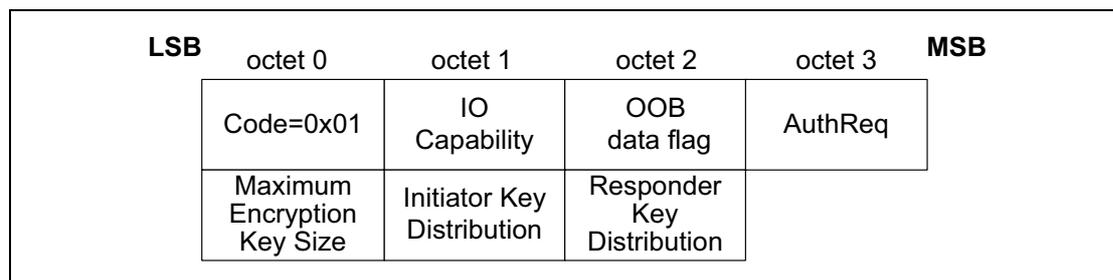 LSB octet 0 octet 1 octet 2 octet 3 MSB
Code=0x01
IO
Capability
OOB
data flag
AuthReq
Maximum
Encryption
Key Size
Initiator Key
Distribution
Responder
Key
Distribution